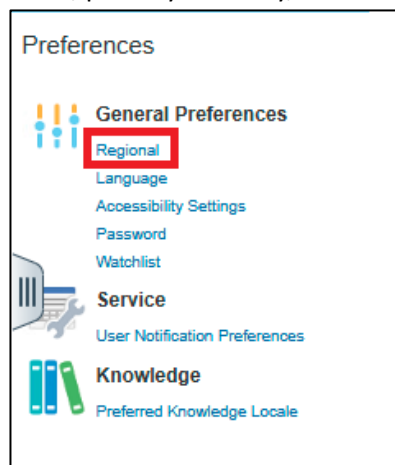 Preferences
General Preferences
Regional
Language
Accessibility Settings
Password
Watchlist
Service
User Notification Preferences
Knowledge
Preferred Knowledge Locale